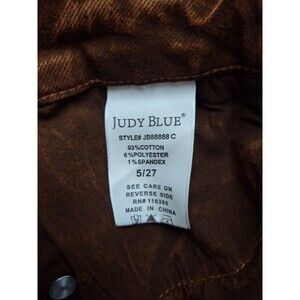 JUDY BLUE®
STYLE# JB88888 C
93%COTTON
6%POLYESTER
1%SPANDEX
5/27
SEE CARE ON
REVERSE SIDE
RN# 110380
MADE IN CHINA